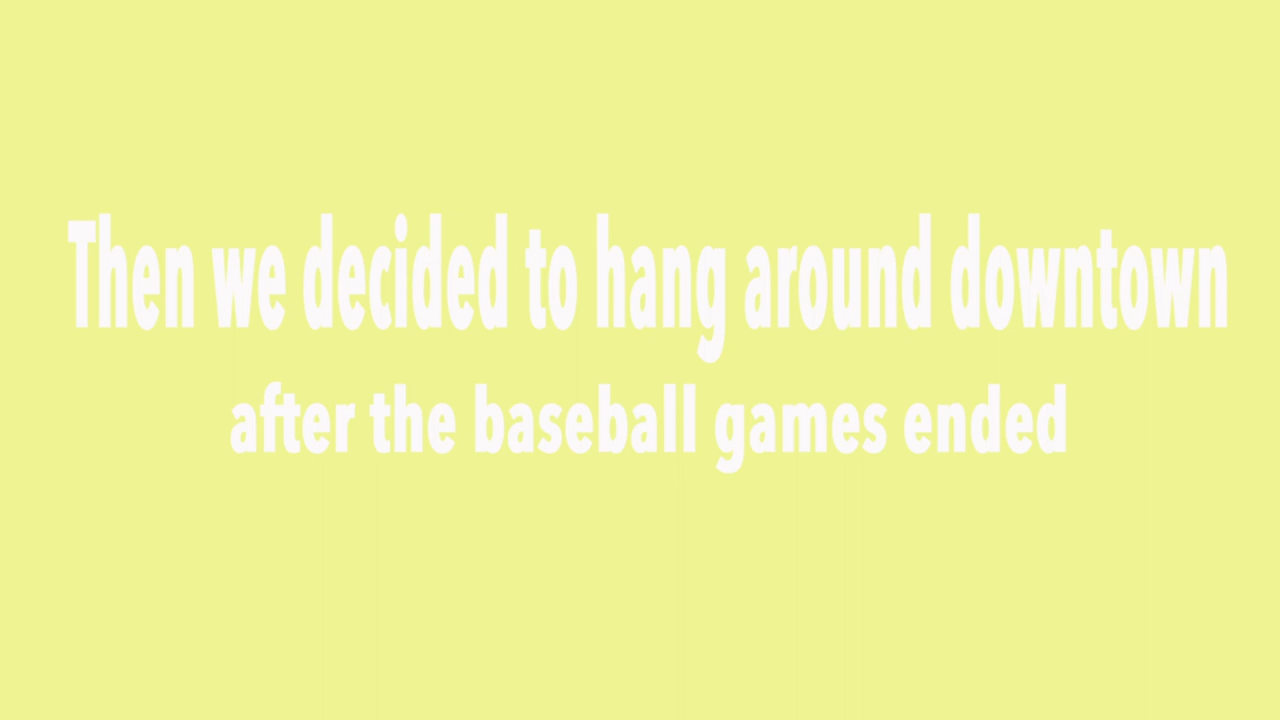 Then we decided to hang around downtown
after the baseball games ended